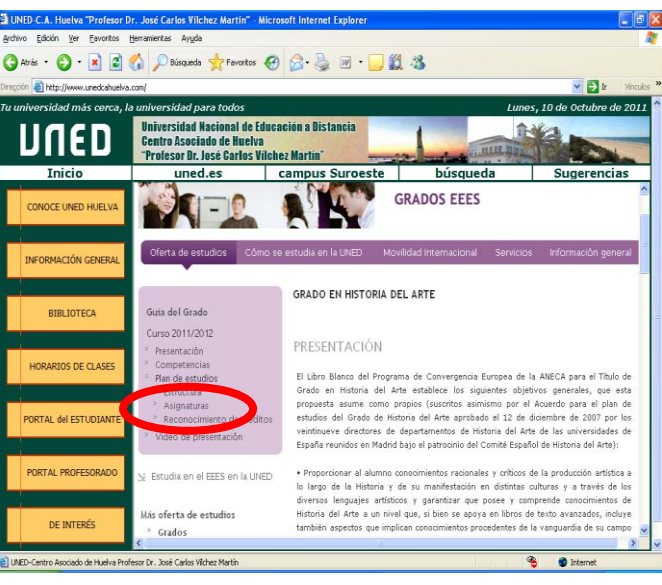 UNED-C.A. Huelva "Profesor Dr. José Carlos Vílchez Martín" - Microsoft Internet Explorer
Archivo Edición Ver Favoritos Herramientas Ayuda
Atrás Búsqueda Favoritos
Dirección http://www.unedcahuelva.com/ Ir Vínculos »
Tu universidad más cerca, la universidad para todos Lunes, 10 de Octubre de 2011
UNED
Universidad Nacional de Educación a Distancia
Centro Asociado de Huelva
"Profesor Dr. José Carlos Vílchez Martín"
Inicio uned.es campus Suroeste búsqueda Sugerencias
CONOCE UNED HUELVA
INFORMACIÓN GENERAL
BIBLIOTECA
HORARIOS DE CLASES
PORTAL del ESTUDIANTE
PORTAL PROFESORADO
DE INTERÉS
GRADOS EEES
Oferta de estudios Cómo se estudia en la UNED Movilidad Internacional Servicios Información general
Guía del Grado
Curso 2011/2012
Presentación
Competencias
Plan de estudios
Estructura
Asignaturas
Reconocimiento de créditos
Video de presentación
Estudia en el EEES en la UNED
Más oferta de estudios
Grados
GRADO EN HISTORIA DEL ARTE
PRESENTACIÓN
El Libro Blanco del Programa de Convergencia Europea de la ANECA para el Título de
Grado en Historia del Arte establece los siguientes objetivos generales, que esta
propuesta asume como propios (suscritos asimismo por el Acuerdo para el plan de
estudios del Grado de Historia del Arte aprobado el 12 de diciembre de 2007 por los
veintinueve directores de departamentos de Historia del Arte de las universidades de
España reunidos en Madrid bajo el patrocinio del Comité Español de Historia del Arte):
• Proporcionar al alumno conocimientos racionales y críticos de la producción artística a
lo largo de la Historia y de su manifestación en distintas culturas y a través de los
diversos lenguajes artísticos y garantizar que posee y comprende conocimientos de
Historia del Arte a un nivel que, si bien se apoya en libros de texto avanzados, incluye
también aspectos que implican conocimientos procedentes de la vanguardia de su campo
UNED-Centro Asociado de Huelva Profesor Dr. José Carlos Vílchez Martín Internet